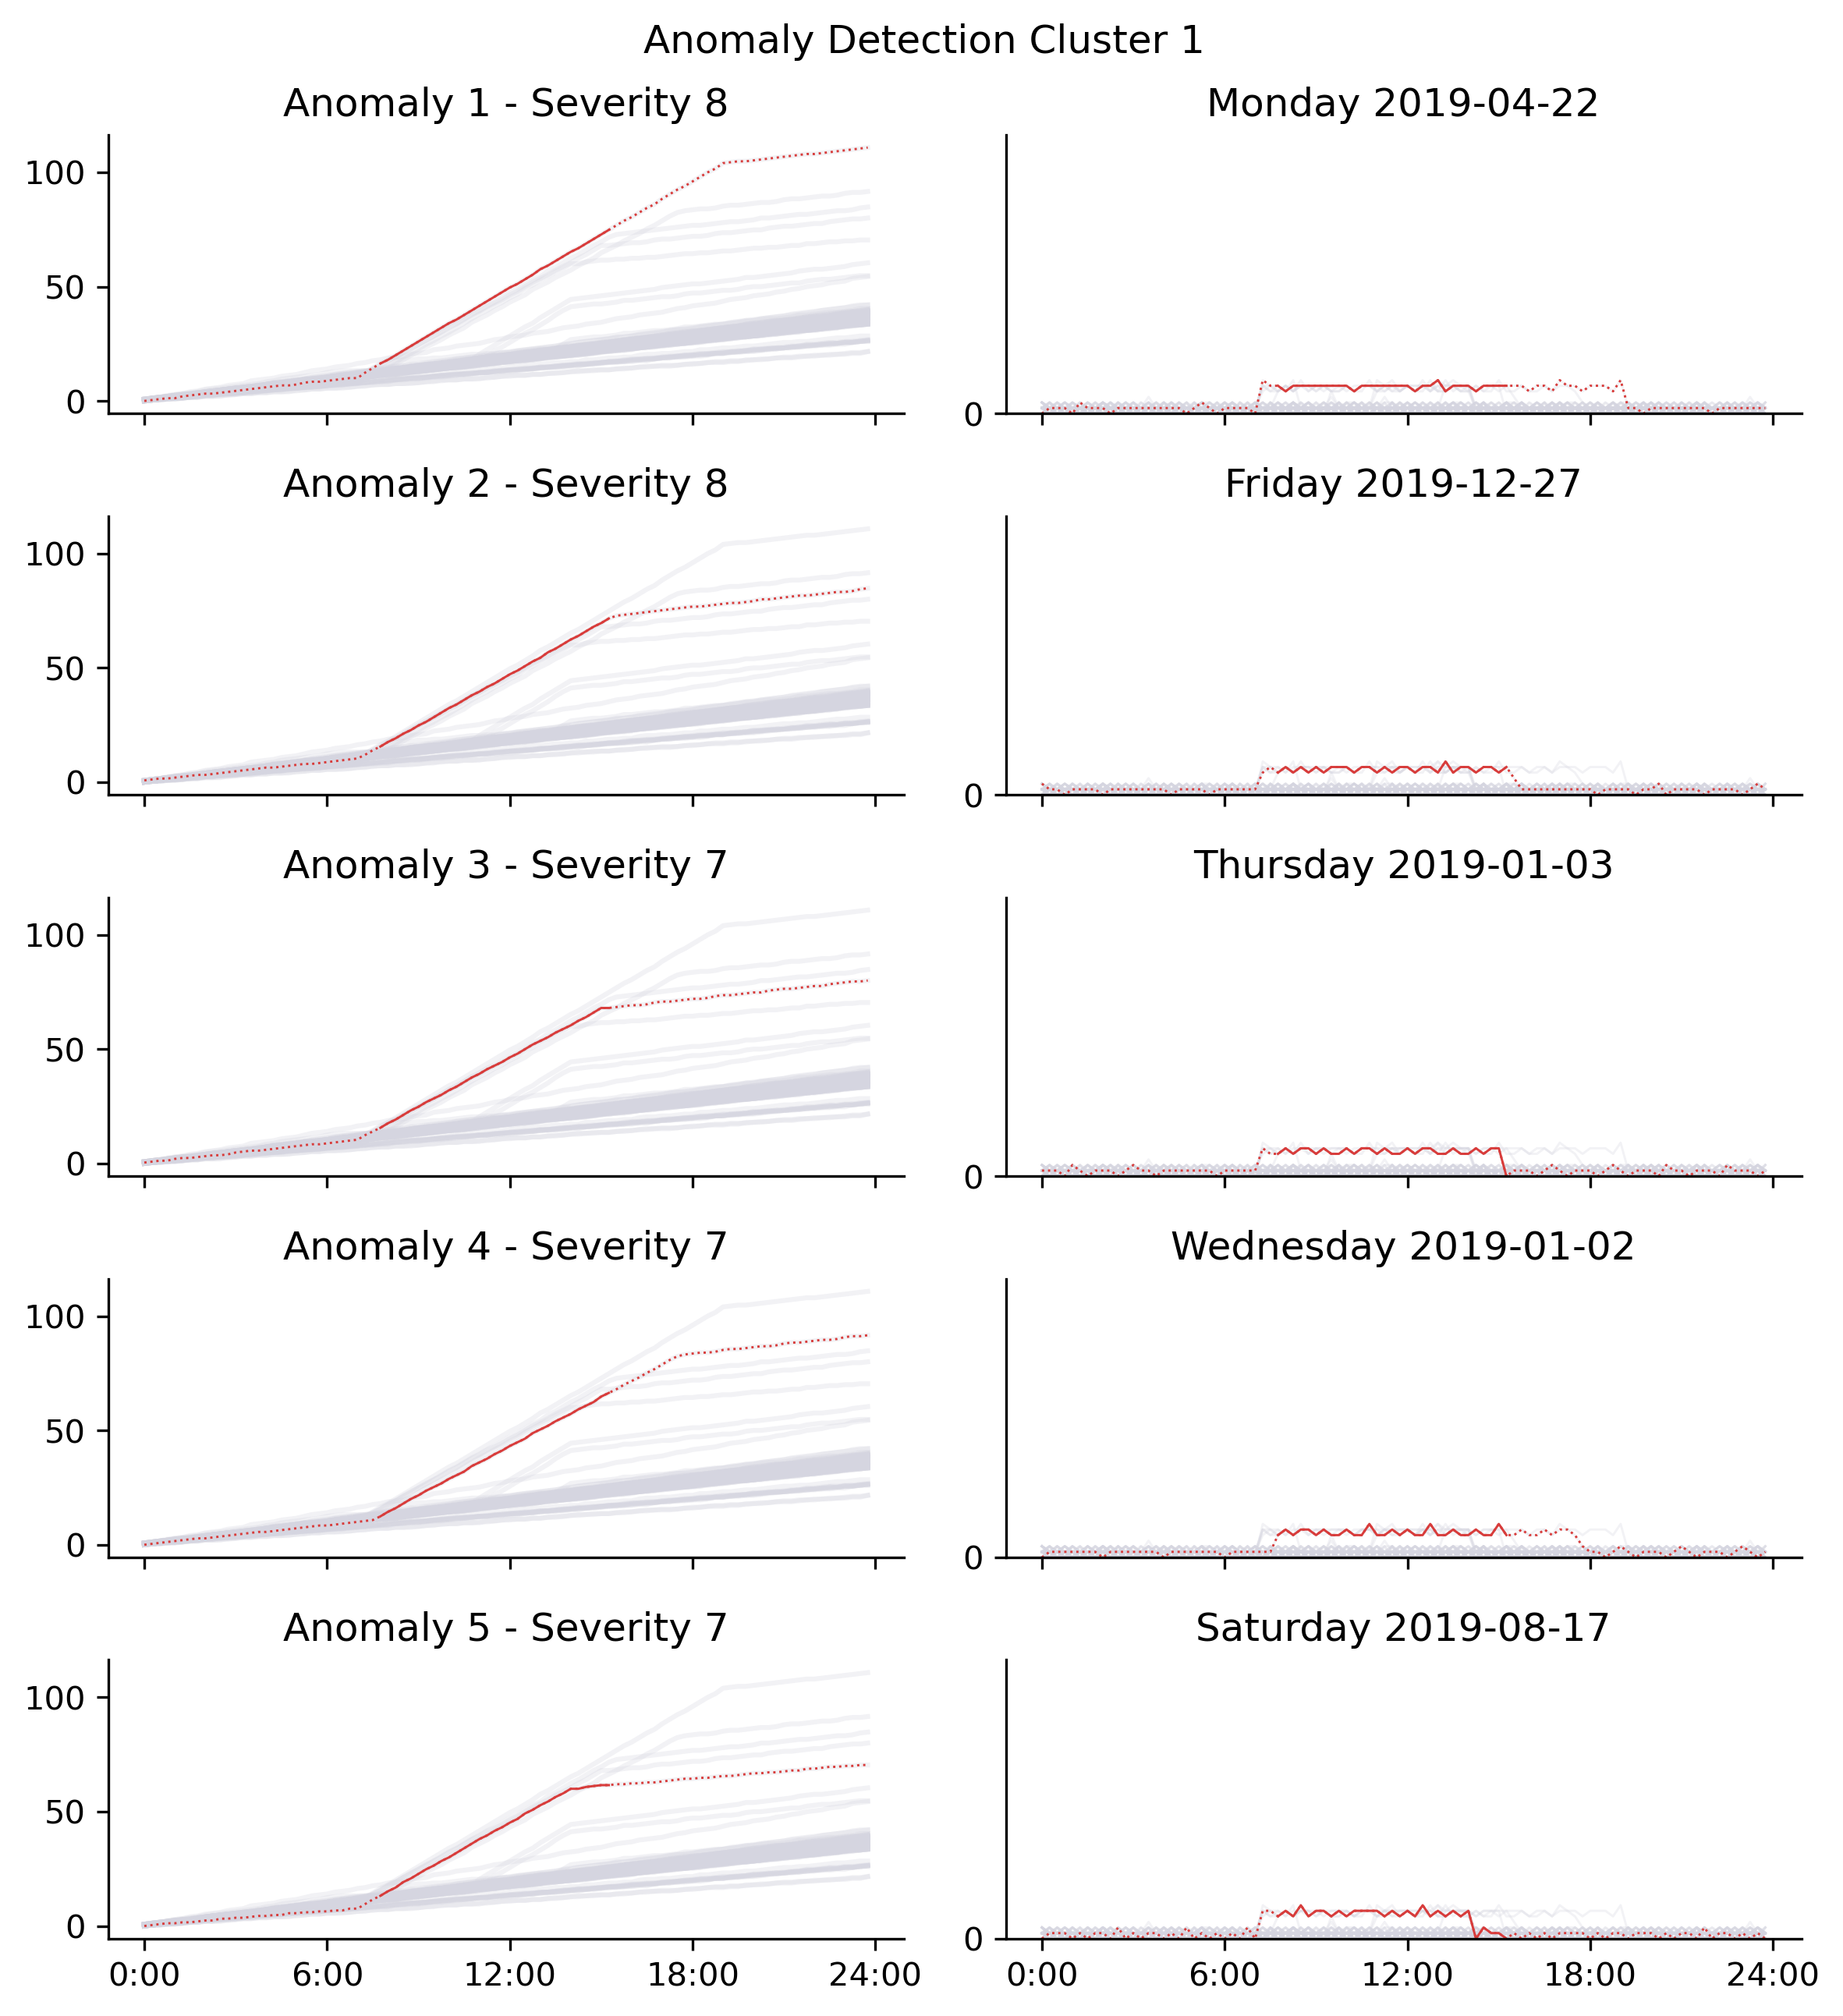 Anomaly Detection Cluster 1
Anomaly 1 - Severity 8
Monday 2019-04-22
100
50
0
0
Anomaly 2 - Severity 8
Friday 2019-12-27
100
50
0
0
Anomaly 3 - Severity 7
Thursday 2019-01-03
100
50
0
0
Anomaly 4 - Severity 7
Wednesday 2019-01-02
100
50
0
0
Anomaly 5 - Severity 7
Saturday 2019-08-17
100
50
0
0
0:00 6:00 12:00 18:00 24:00
0:00 6:00 12:00 18:00 24:00